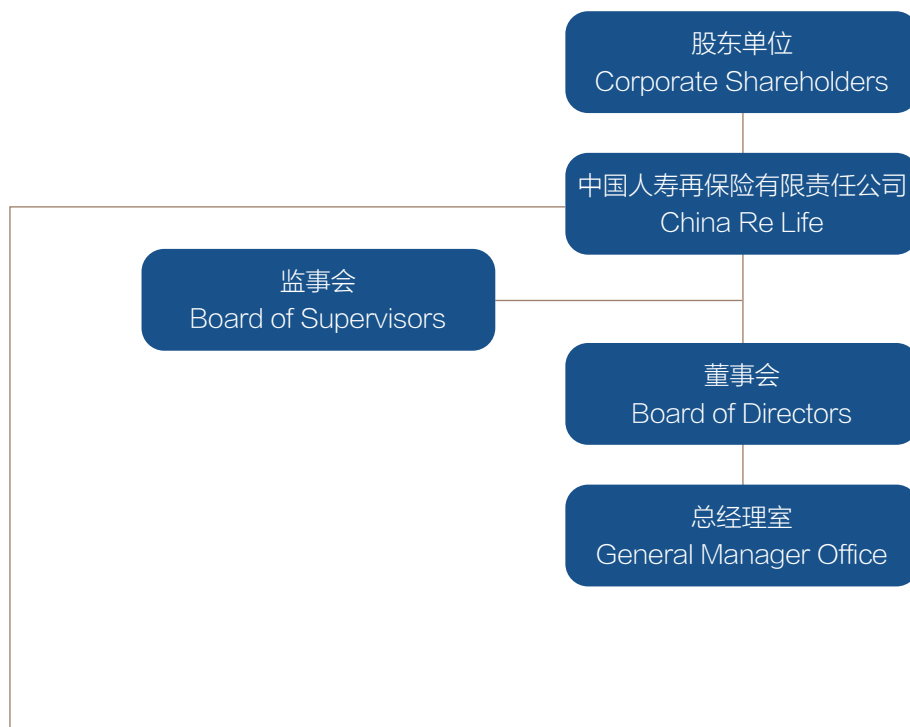 股东单位
Corporate Shareholders
中国人寿再保险有限责任公司
China Re Life
监事会
Board of Supervisors
董事会
Board of Directors
总经理室
General Manager Office